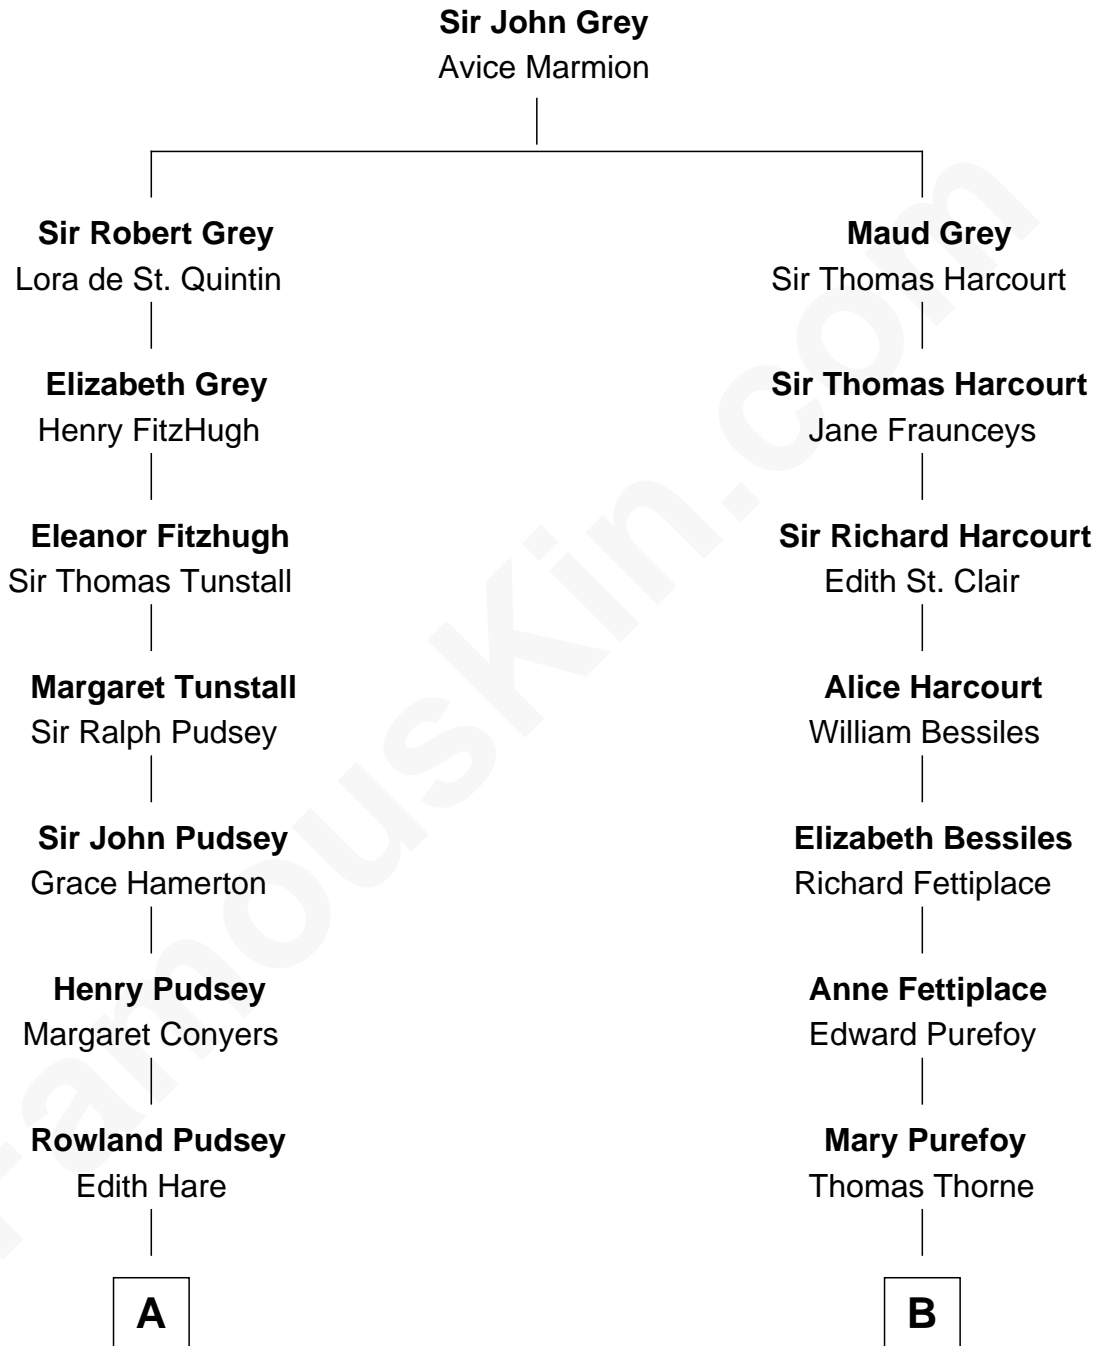 Sir John Grey
Avice Marmion
Sir Robert Grey
Lora de St. Quintin
Maud Grey
Sir Thomas Harcourt
Elizabeth Grey
Henry FitzHugh
Sir Thomas Harcourt
Jane Fraunceys
Eleanor Fitzhugh
Sir Thomas Tunstall
Sir Richard Harcourt
Edith St. Clair
Margaret Tunstall
Sir Ralph Pudsey
Alice Harcourt
William Bessiles
Sir John Pudsey
Grace Hamerton
Elizabeth Bessiles
Richard Fettiplace
Henry Pudsey
Margaret Conyers
Anne Fettiplace
Edward Purefoy
Rowland Pudsey
Edith Hare
Mary Purefoy
Thomas Thorne
A
B
FamousKin.com